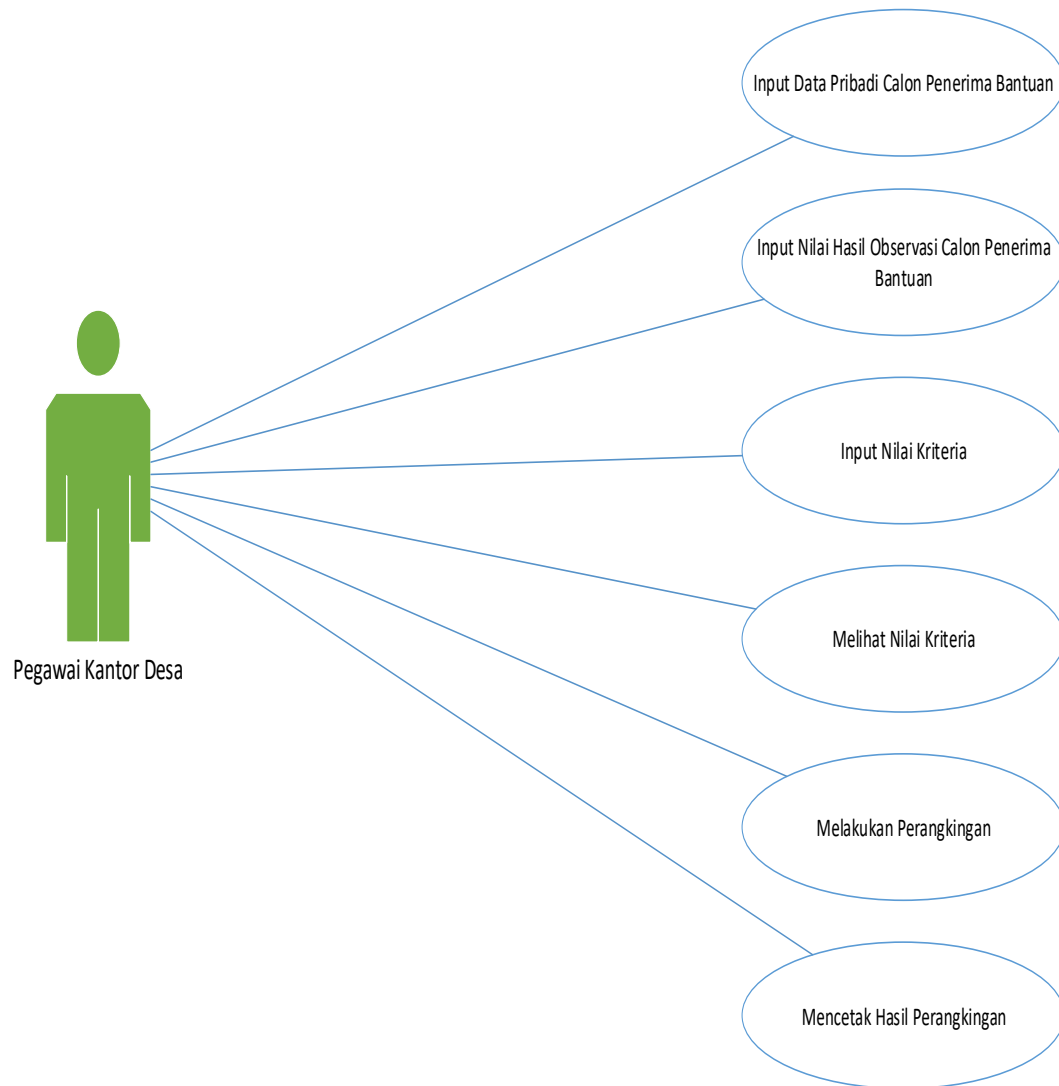 Input Data Pribadi Calon Penerima Bantuan
Input Nilai Hasil Observasi Calon Penerima
Bantuan
Input Nilai Kriteria
Melihat Nilai Kriteria
Pegawai Kantor Desa
Melakukan Perangkingan
Mencetak Hasil Perangkingan